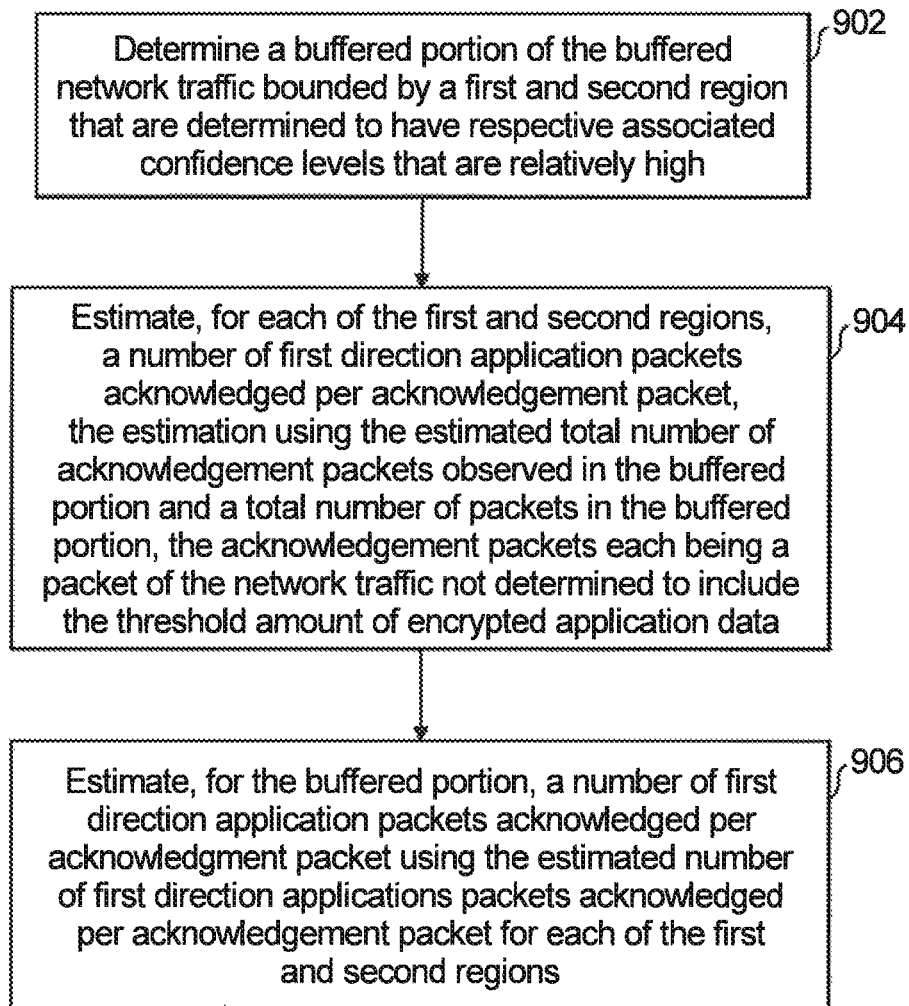 902
Determine a buffered portion of the buffered
network traffic bounded by a first and second region
that are determined to have respective associated
confidence levels that are relatively high
904
Estimate, for each of the first and second regions,
a number of first direction application packets
acknowledged per acknowledgement packet,
the estimation using the estimated total number of
acknowledgement packets observed in the buffered
portion and a total number of packets in the buffered
portion, the acknowledgement packets each being a
packet of the network traffic not determined to include
the threshold amount of encrypted application data
906
Estimate, for the buffered portion, a number of first
direction application packets acknowledged per
acknowledgment packet using the estimated number
of first direction applications packets acknowledged
per acknowledgement packet for each of the first
and second regions